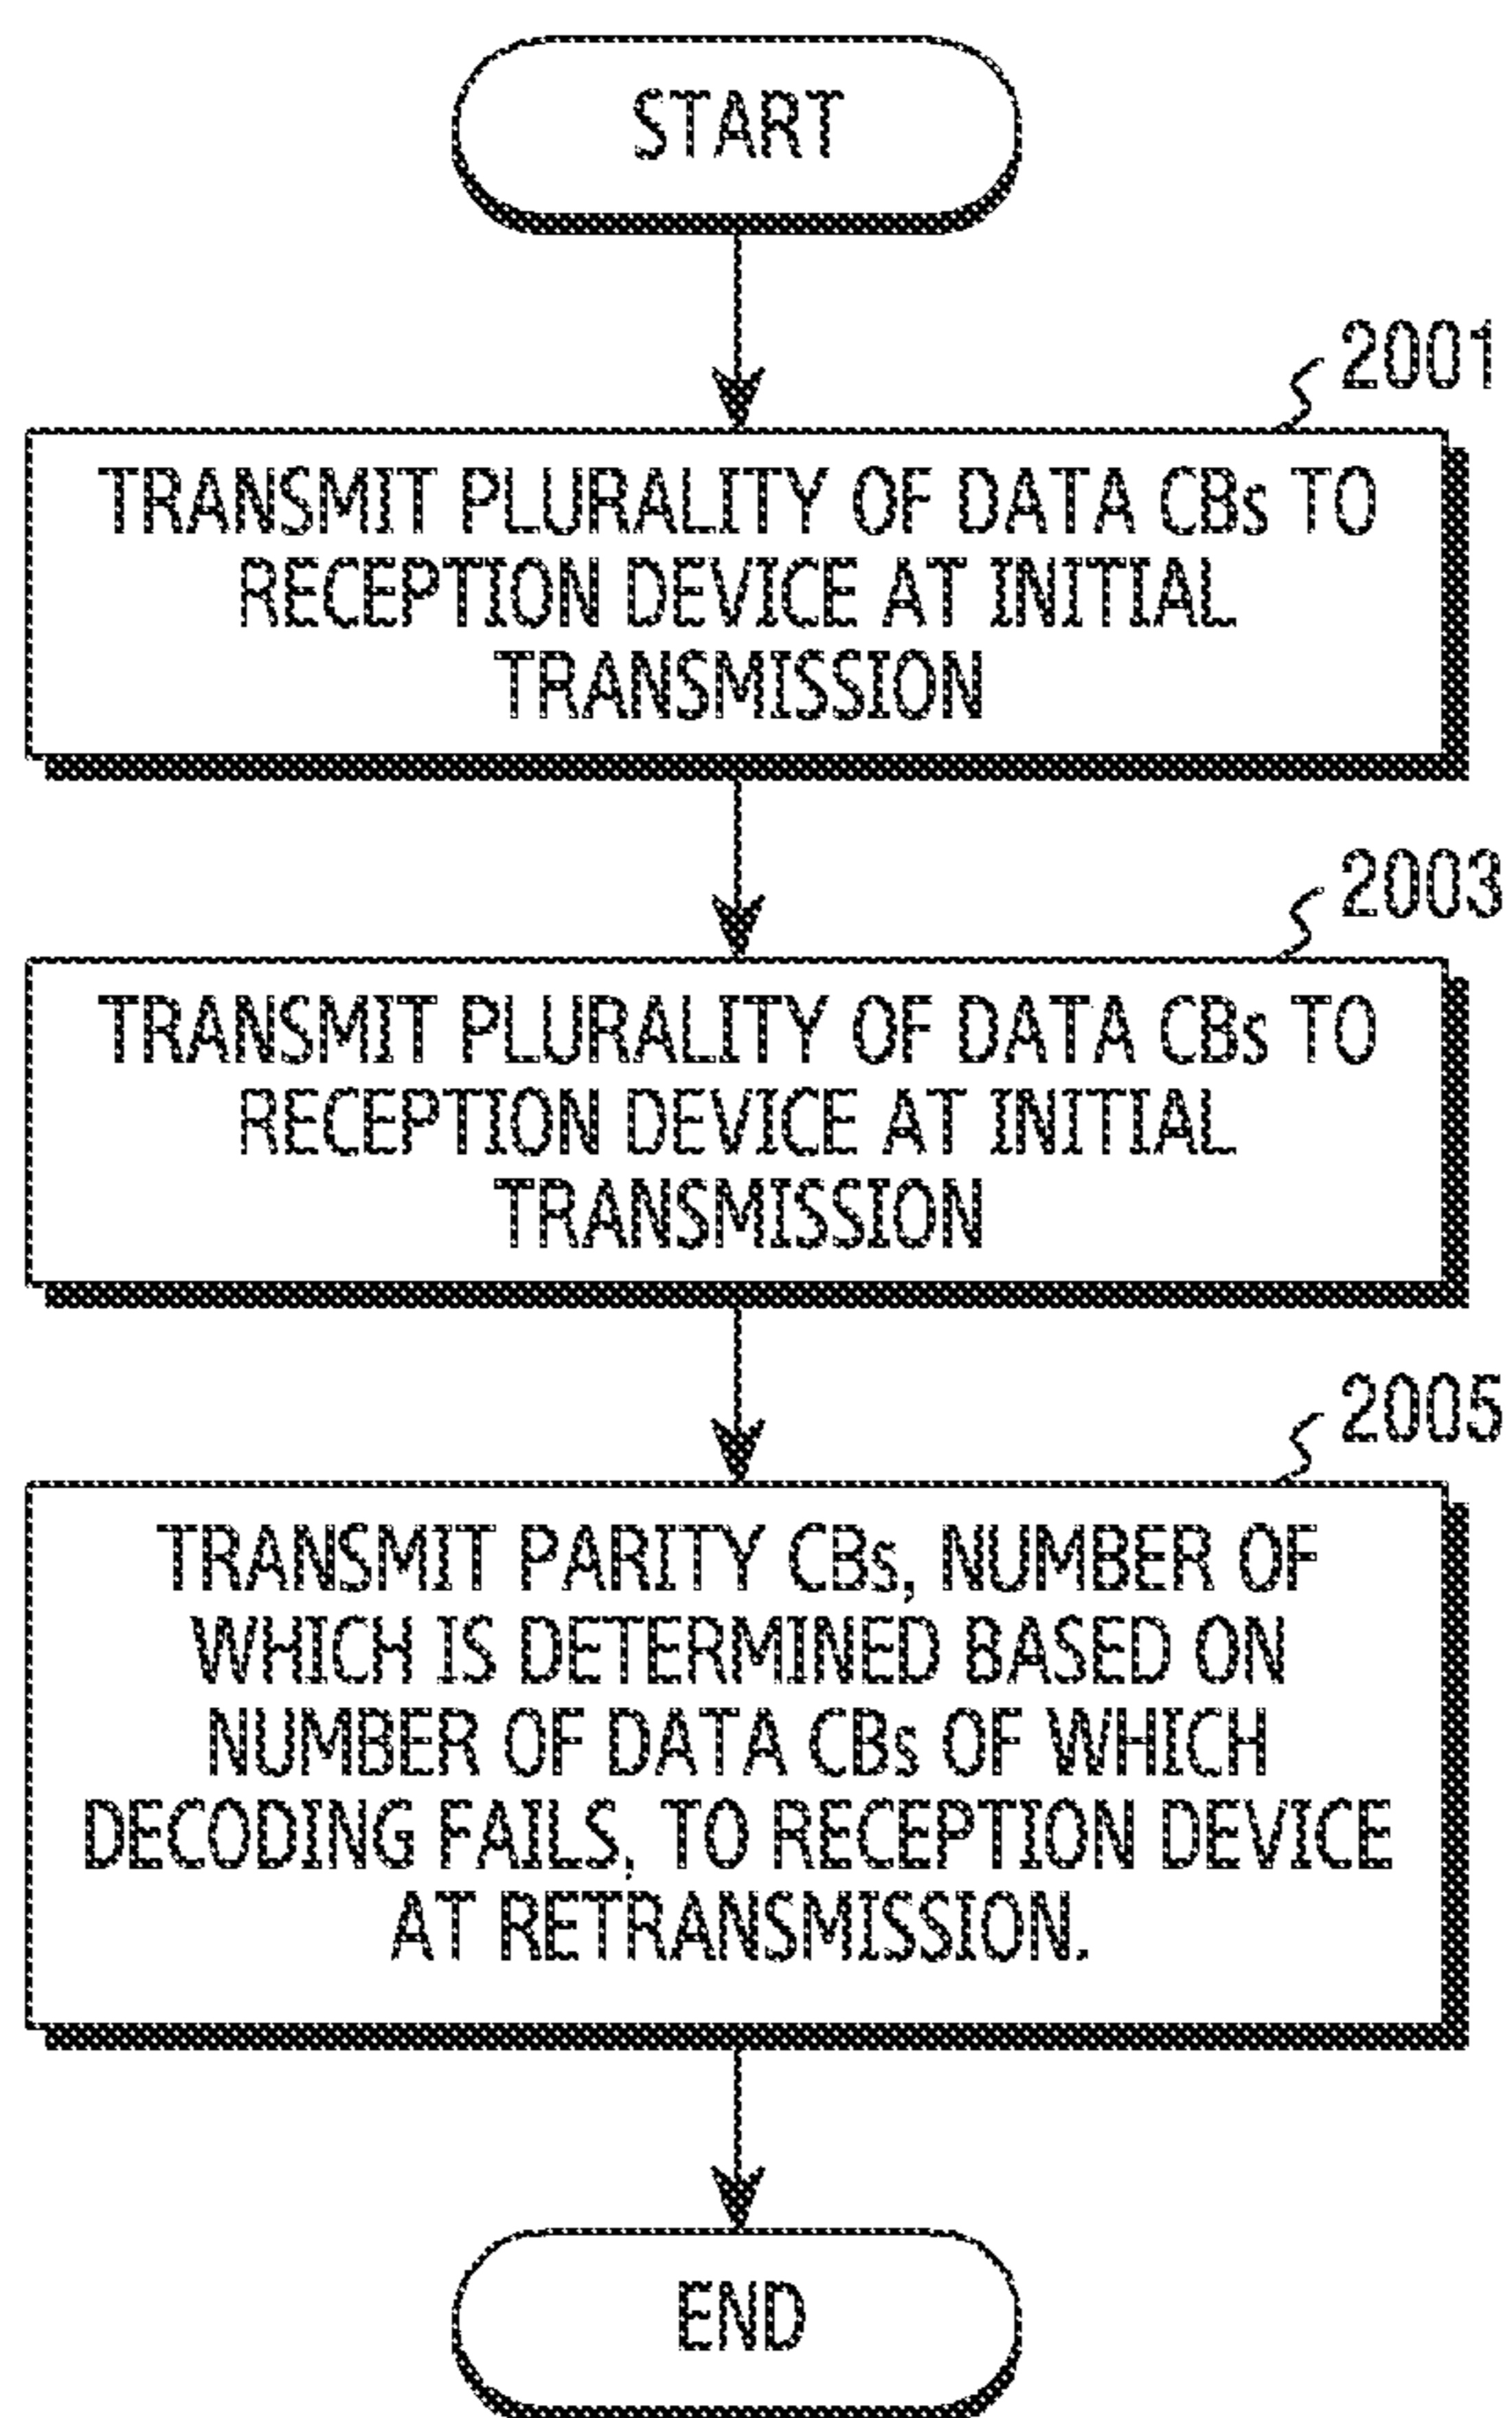 START
2001
TRANSMIT PLURALITY OF DATA CBs TO
RECEPTION DEVICE AT INITIAL
TRANSMISSION
2003
TRANSMIT PLURALITY OF DATA CBs TO
RECEPTION DEVICE AT INITIAL
TRANSMISSION
2005
TRANSMIT PARITY CBs, NUMBER OF
WHICH IS DETERMINED BASED ON
NUMBER OF DATA CBs OF WHICH
DECODING FAILS, TO RECEPTION DEVICE
AT RETRANSMISSION.
END